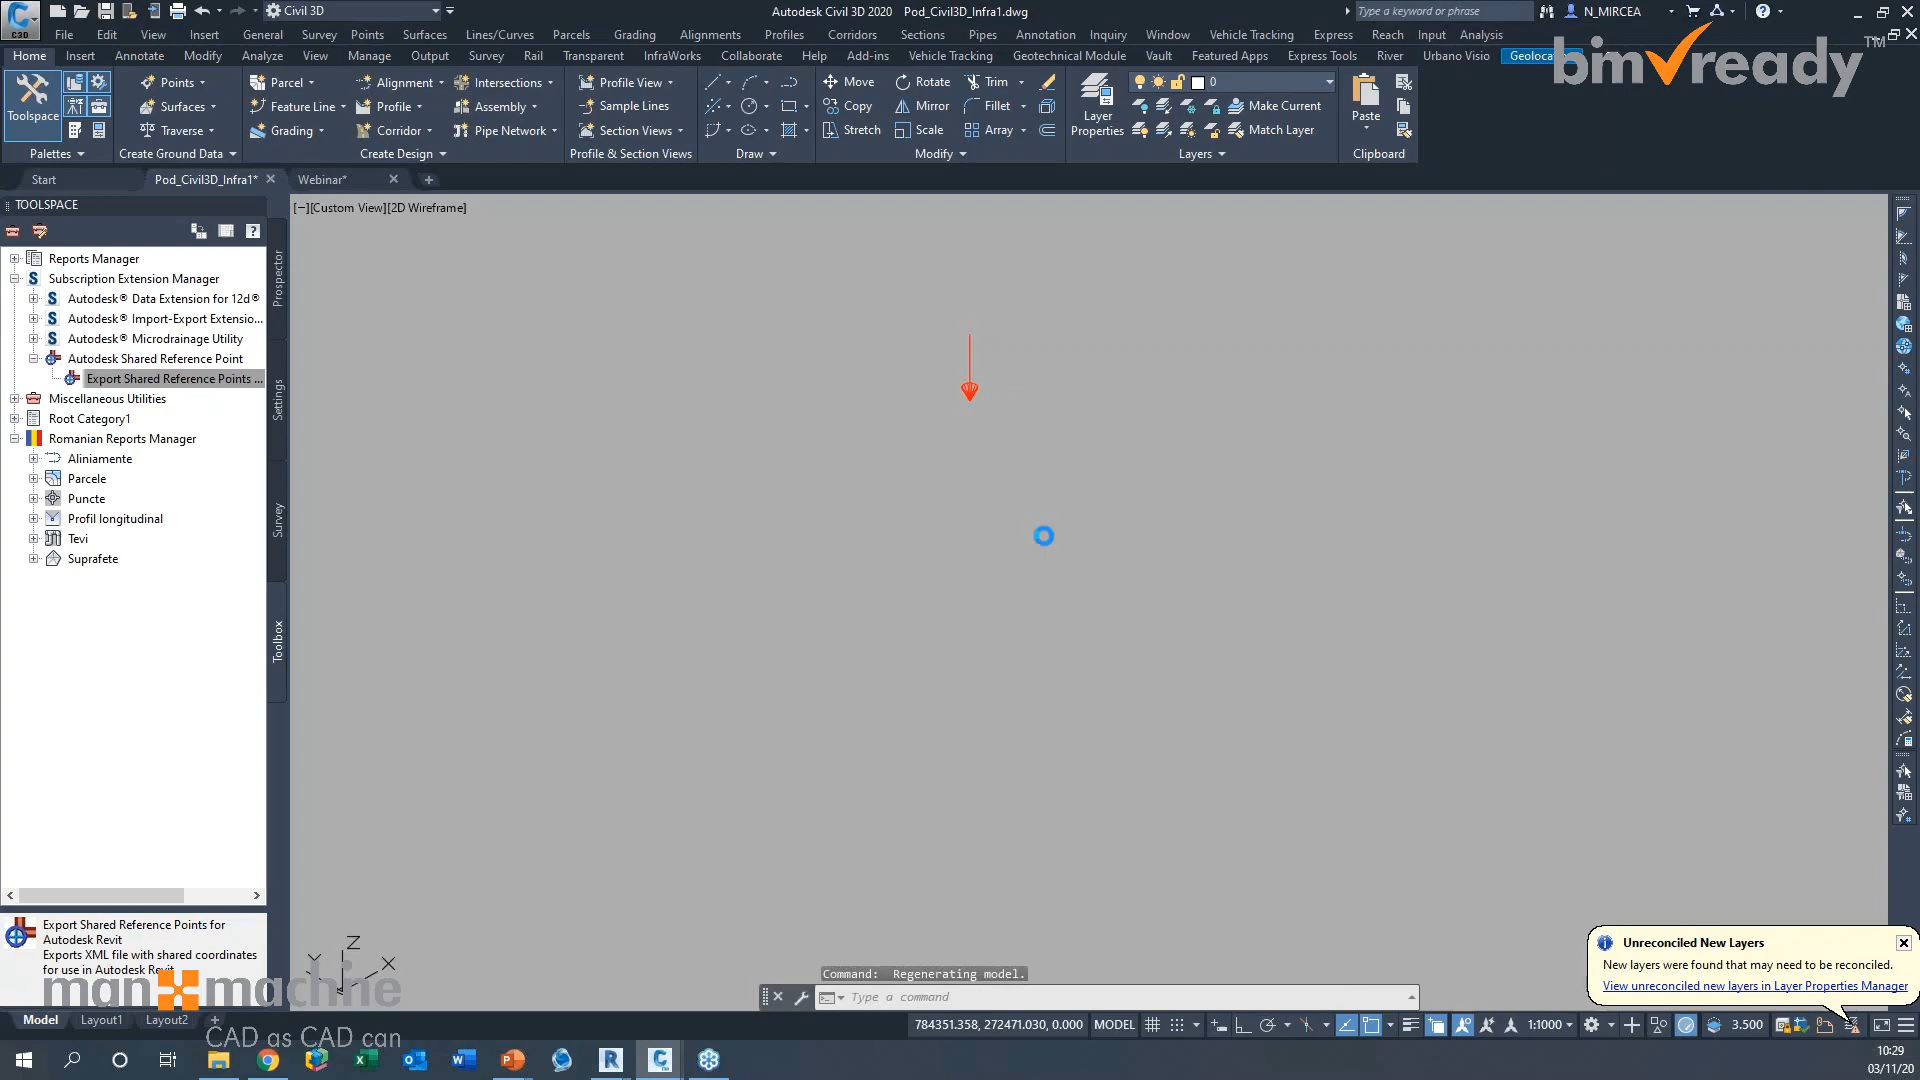 Civil 3D
Autodesk Civil 3D 2020 Pod_Civil3D_Infra1.dwg
Type a keyword or phrase
N_MIRCEA
File Edit View Insert General Survey Points Surfaces Lines/Curves Parcels Grading Alignments Profiles Corridors Sections Pipes Annotation Inquiry Window Vehicle Tracking Express Reach Input Analysis
Home Insert Annotate Modify Analyze View Manage Output Survey Rail Transparent InfraWorks Collaborate Help Add-ins Vehicle Tracking Geotechnical Module Vault Featured Apps Express Tools River Urbano Visio
bim ready TM
Toolspace
Points
Surfaces
Traverse
Parcel
Feature Line
Grading
Alignment
Profile
Corridor
Intersections
Assembly
Pipe Network
Profile View
Sample Lines
Section Views
Move
Copy
Stretch
Rotate
Mirror
Scale
Trim
Fillet
Array
Layer
Properties
0
Make Current
Match Layer
Paste
Palettes
Create Ground Data
Create Design
Profile & Section Views
Draw
Modify
Layers
Clipboard
Start
Pod_Civil3D_Infra1*
Webinar*
TOOLSPACE
[−][Custom View][2D Wireframe]
Reports Manager
Subscription Extension Manager
Autodesk® Data Extension for 12d®
Autodesk® Import-Export Extensio...
Autodesk® Microdrainage Utility
Autodesk Shared Reference Point
Export Shared Reference Points ...
Miscellaneous Utilities
Root Category1
Romanian Reports Manager
Aliniamente
Parcele
Puncte
Profil longitudinal
Tevi
Suprafete
Prospector
Settings
Survey
Toolbox
Export Shared Reference Points for
Autodesk Revit
Exports XML file with shared coordinates
for use in Autodesk Revit.
man machine
CAD as CAD can
Z
Y
X
Command: Regenerating model.
Type a command
Unreconciled New Layers
New layers were found that may need to be reconciled.
View unreconciled new layers in Layer Properties Manager
Model Layout1 Layout2
784351.358, 272471.030, 0.000 MODEL
1:1000
3.500
10:29
03/11/20